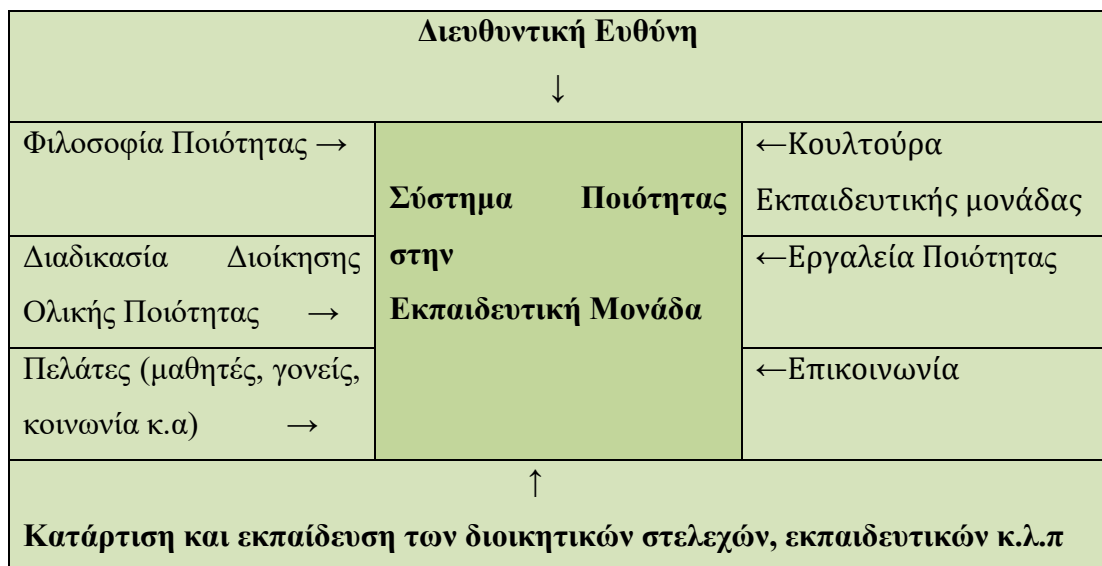 Διευθυντική Ευθύνη
↓
Φιλοσοφία Ποιότητας →
Διαδικασία Διοίκησης
Ολικής Ποιότητας →
Πελάτες (μαθητές, γονείς,
κοινωνία κ.α) →
Σύστημα Ποιότητας
στην
Εκπαιδευτική Μονάδα
←Κουλτούρα
Εκπαιδευτικής μονάδας
←Εργαλεία Ποιότητας
←Επικοινωνία
↑
Κατάρτιση και εκπαίδευση των διοικητικών στελεχών, εκπαιδευτικών κ.λ.π